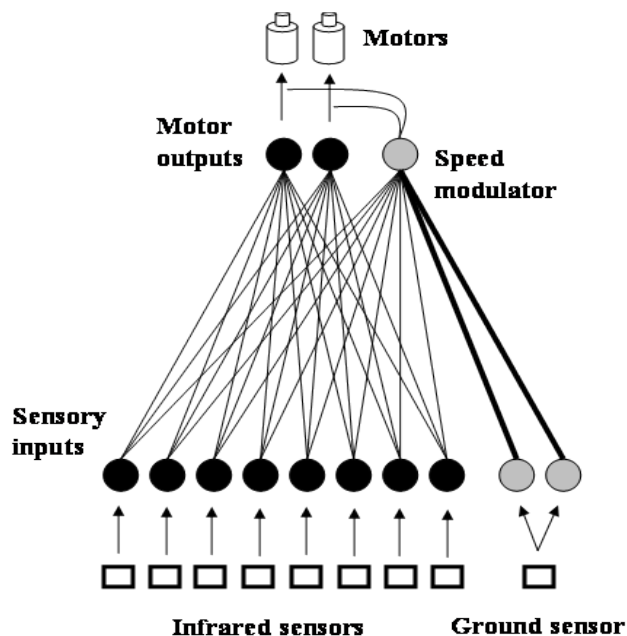 Motors
Motor
outputs
Speed
modulator
Sensory
inputs
Infrared sensors
Ground sensor